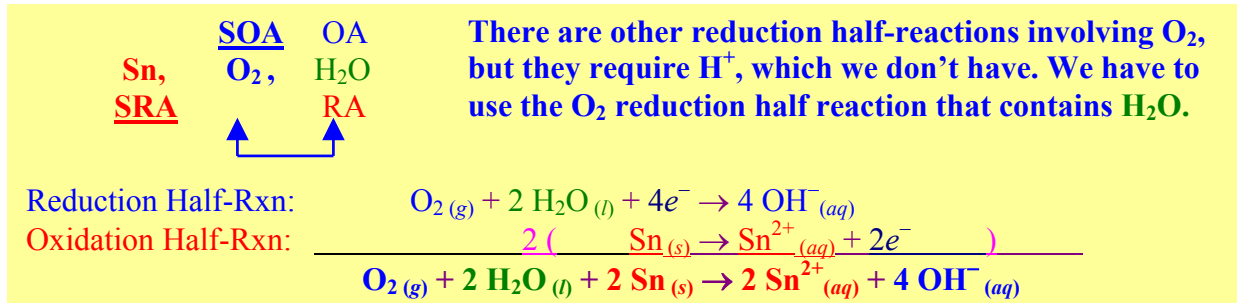 SOA OA
Sn, O₂ , H₂O
SRA RA
There are other reduction half-reactions involving O₂,
but they require H⁺, which we don’t have. We have to
use the O₂ reduction half reaction that contains H₂O.
Reduction Half-Rxn: O₂ (g) + 2 H₂O (l) + 4e⁻ → 4 OH⁻(aq)
Oxidation Half-Rxn: 2 ( Sn (s) → Sn²⁺(aq) + 2e⁻ )
O₂ (g) + 2 H₂O (l) + 2 Sn (s) → 2 Sn²⁺(aq) + 4 OH⁻(aq)